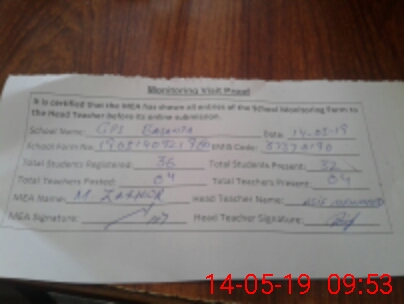 Monitoring Visit Proof
It is certified that the MEA has shown all entries of the School Monitoring Form to
the Head Teacher before its online submission.
School Name: GPS Date: 14-05-19
School Form No: EMIS Code:
Total Students Registered: 36 Total Students Present: 32
Total Teachers Posted: 04 Total Teachers Present: 04
MEA Name: M. Head Teacher Name:
MEA Signature: Head Teacher Signature:
14-05-19 09:53